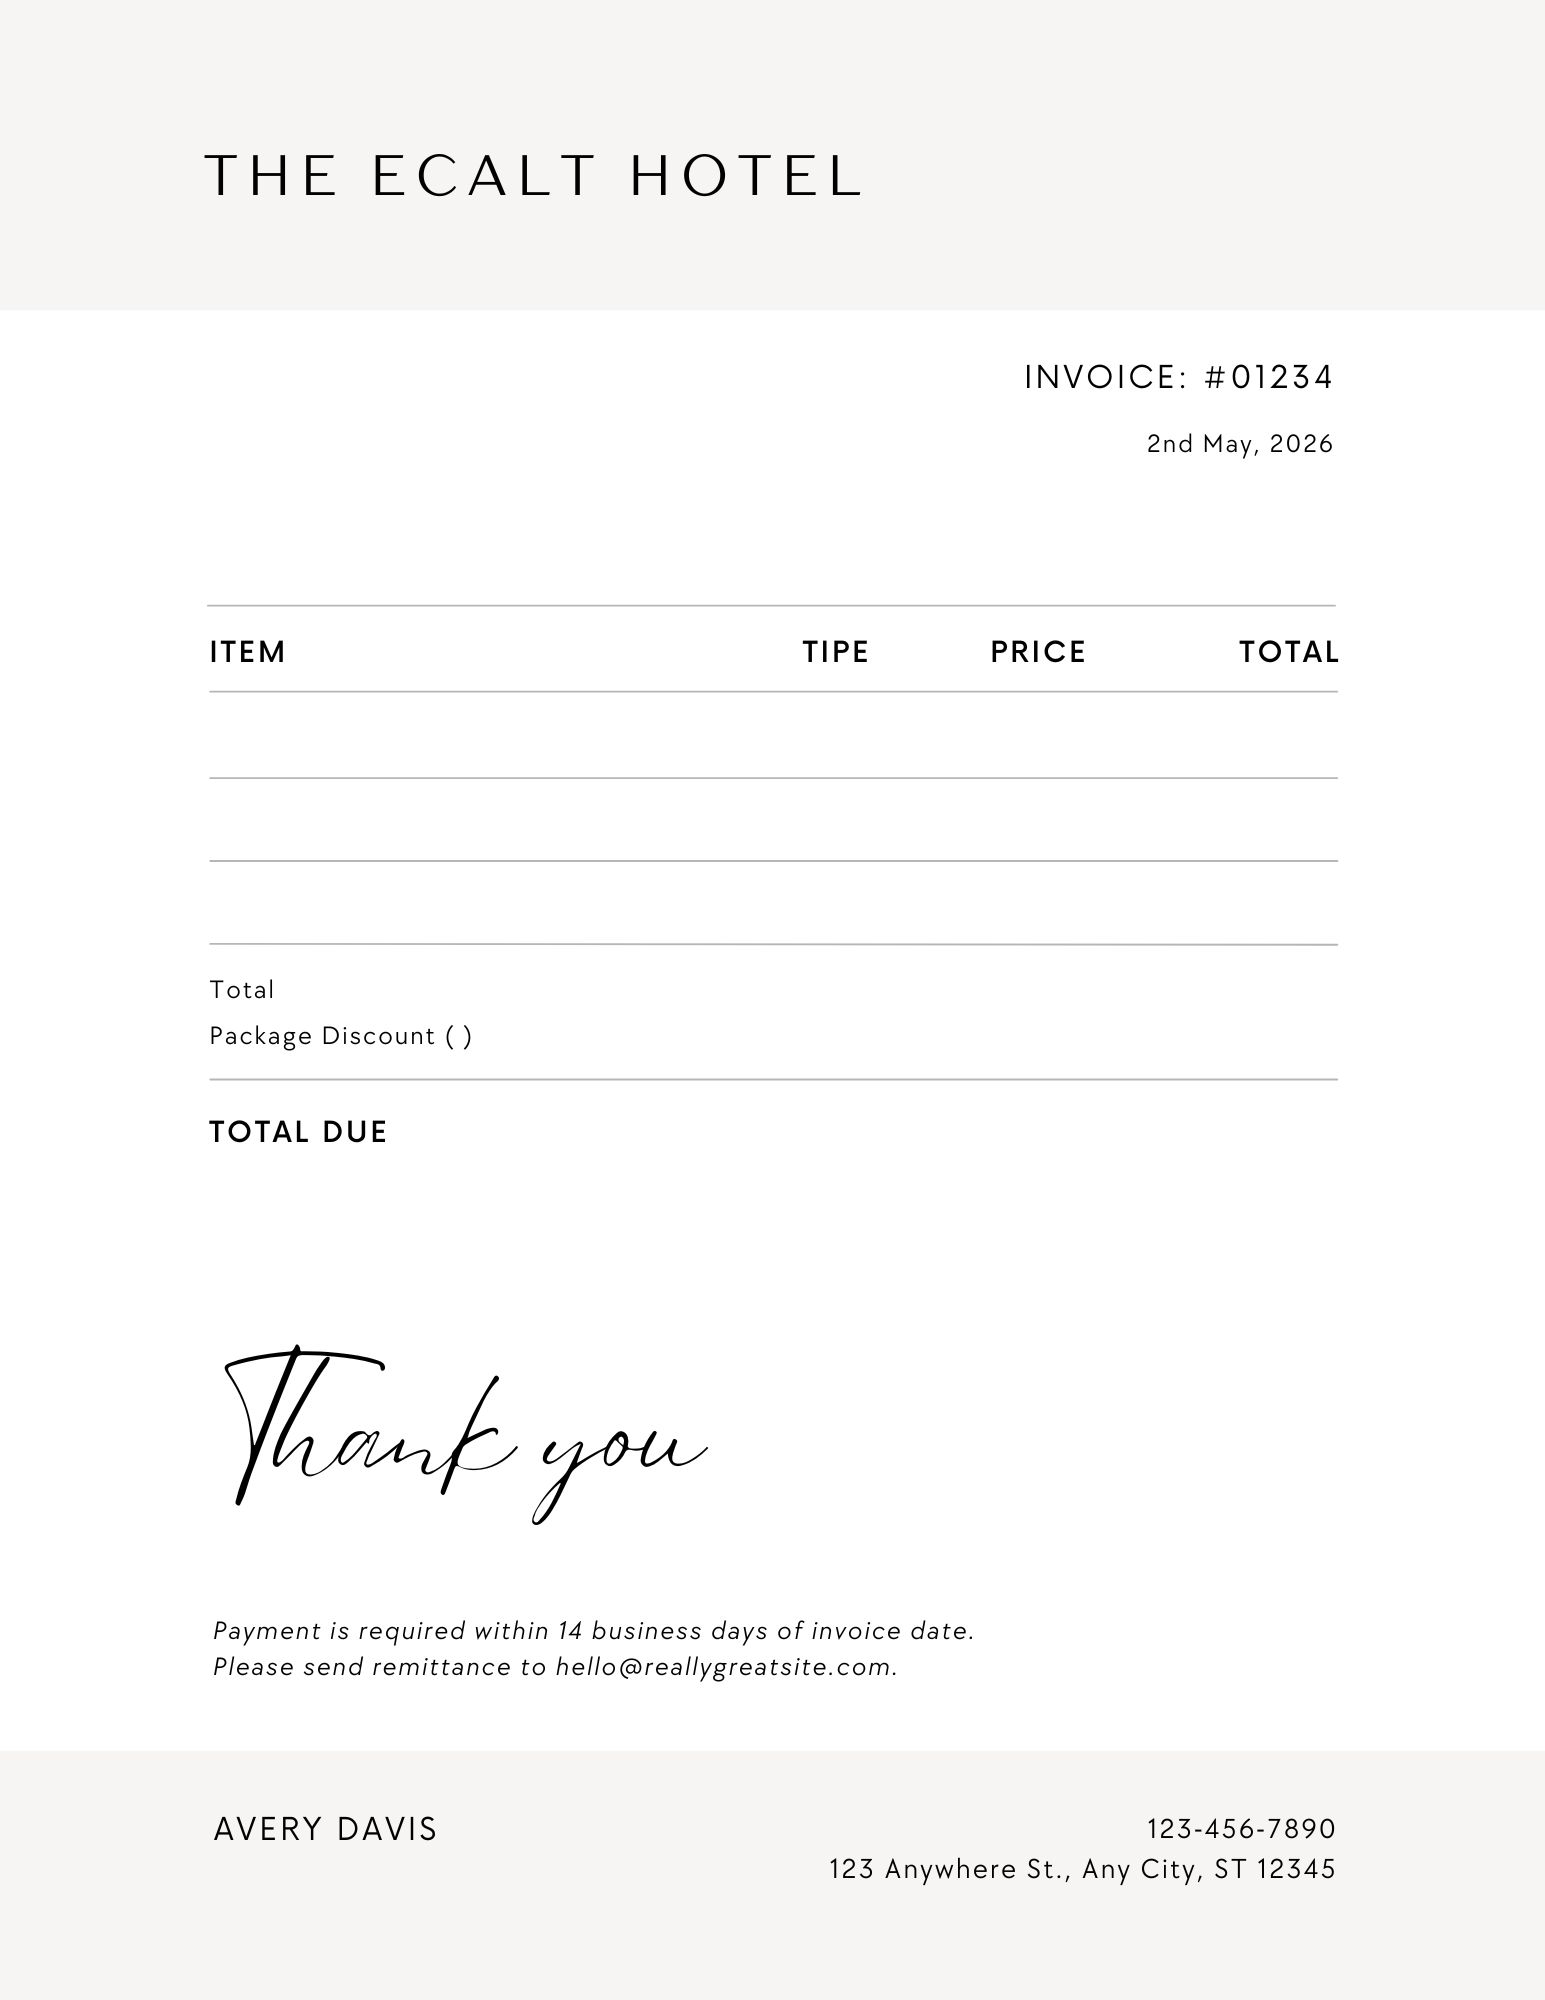 THE ECALT HOTEL
INVOICE: #01234
2nd May, 2026
ITEM TIPE PRICE TOTAL
Total
Package Discount ( )
TOTAL DUE
Thank you
Payment is required within 14 business days of invoice date.
Please send remittance to hello@reallygreatsite.com.
AVERY DAVIS
123-456-7890
123 Anywhere St., Any City, ST 12345